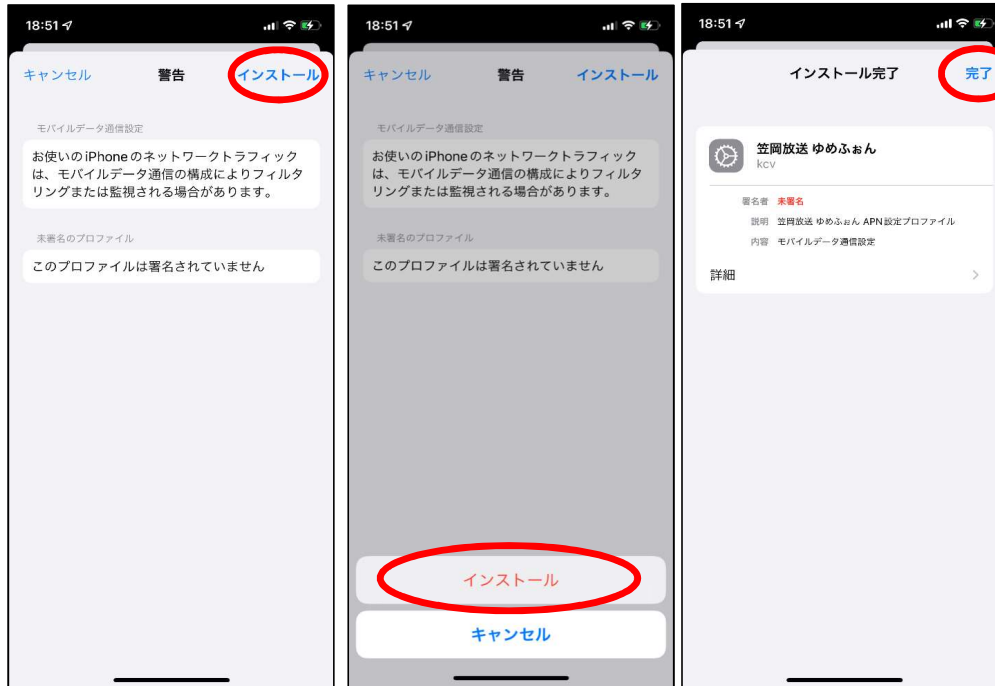 18:51
キャンセル 警告 インストール
モバイルデータ通信設定
お使いのiPhoneのネットワークトラフィック
は、モバイルデータ通信の構成によりフィルタ
リングまたは監視される場合があります。
未署名のプロファイル
このプロファイルは署名されていません
18:51
キャンセル 警告 インストール
モバイルデータ通信設定
お使いのiPhoneのネットワークトラフィック
は、モバイルデータ通信の構成によりフィルタ
リングまたは監視される場合があります。
未署名のプロファイル
このプロファイルは署名されていません
インストール
キャンセル
18:51
インストール完了 完了
笠岡放送 ゆめふぉん
kcv
署名者 未署名
説明 笠岡放送 ゆめふぉん APN設定プロファイル
内容 モバイルデータ通信設定
詳細